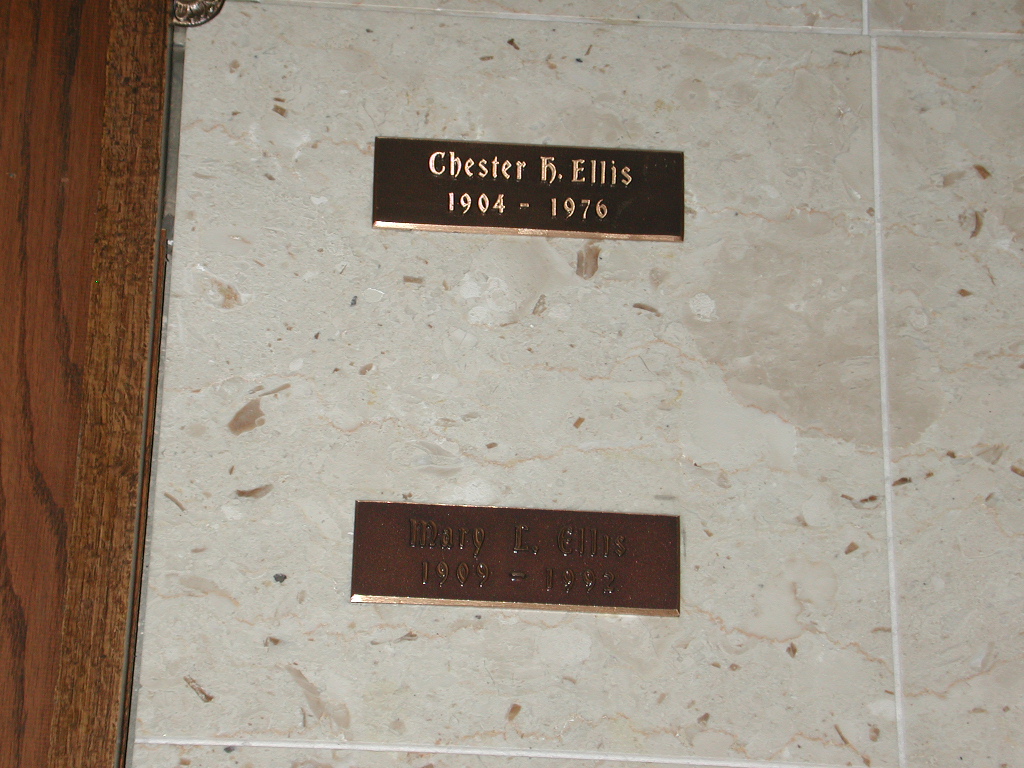 Chester H. Ellis
1904 - 1976
Mary L. Ellis
1909 - 1992